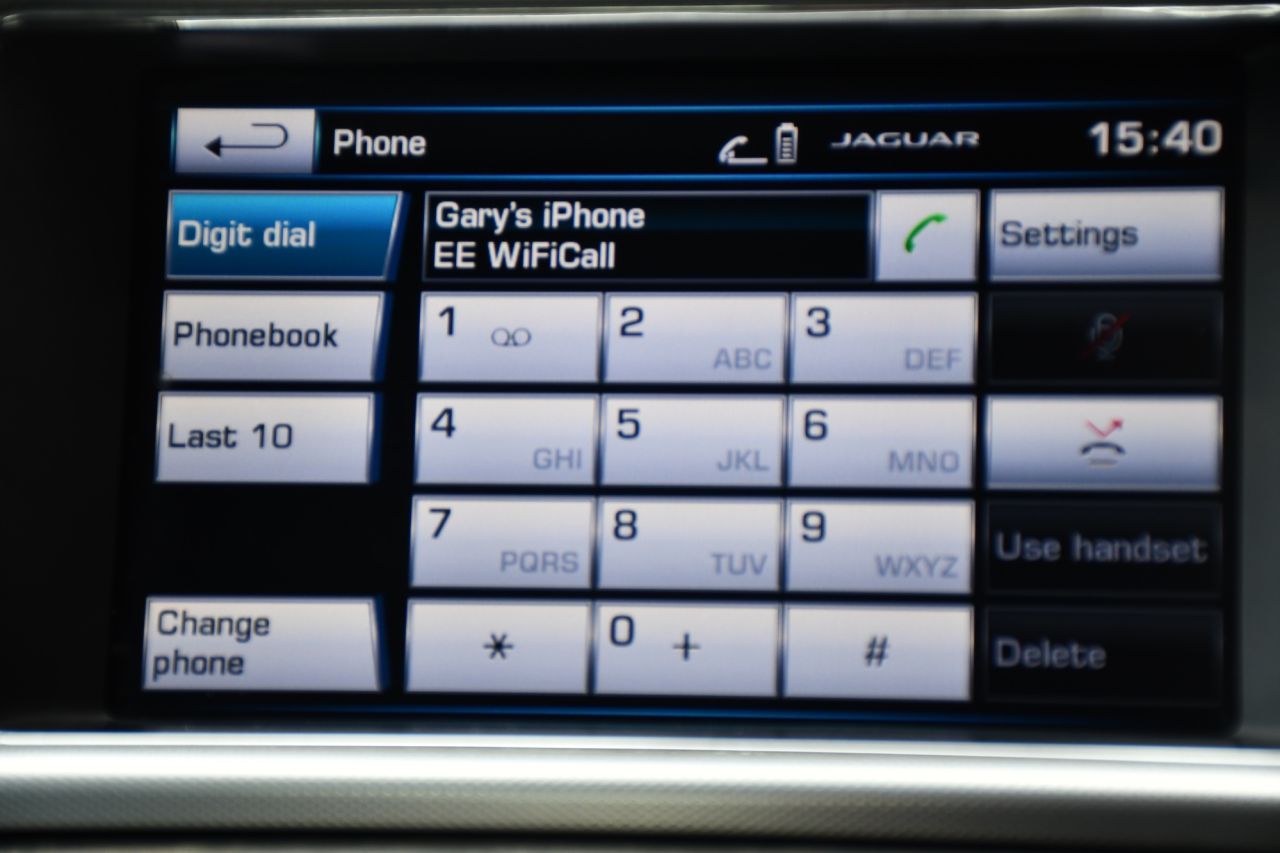 Phone
JAGUAR
15:40
Digit dial
Gary's iPhone
EE WiFiCall
Settings
Phonebook
1
2 ABC
3 DEF
Last 10
4 GHI
5 JKL
6 MNO
7 PQRS
8 TUV
9 WXYZ
Use handset
Change
phone
*
0 +
#
Delete